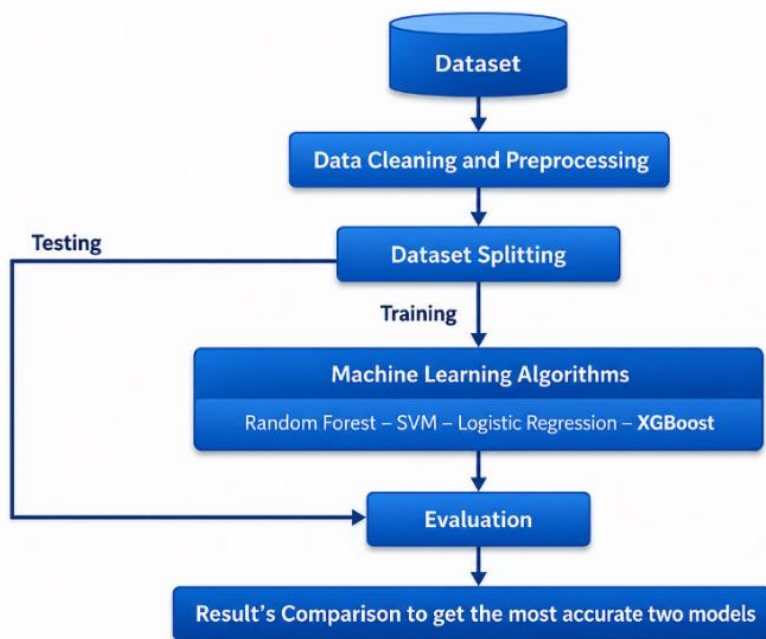 Dataset
Data Cleaning and Preprocessing
Testing
Dataset Splitting
Training
Machine Learning Algorithms
Random Forest – SVM – Logistic Regression – XGBoost
Evaluation
Result's Comparison to get the most accurate two models